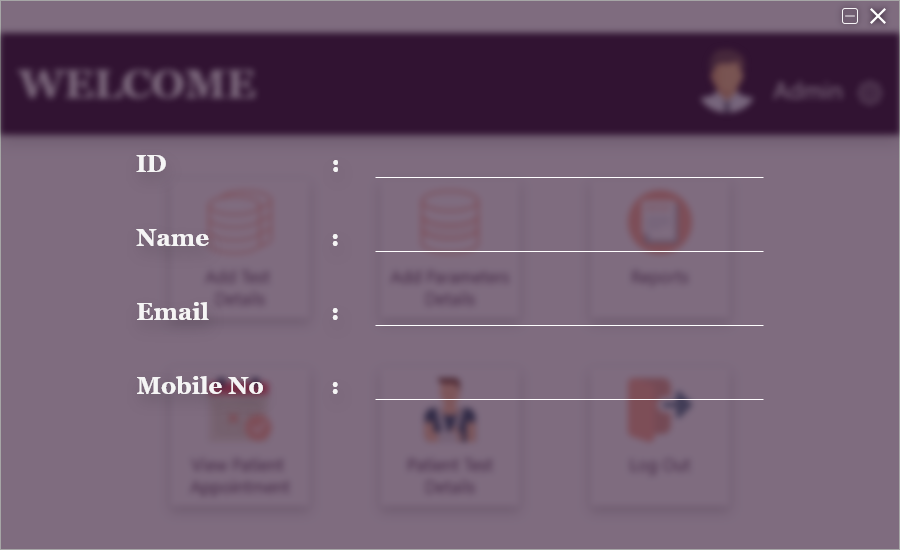 WELCOME
Admin
ID :
Name :
Add Test
Details
Add Parameters
Details
Reports
Email :
Mobile No :
View Patient
Appointment
Patient Test
Details
Log Out